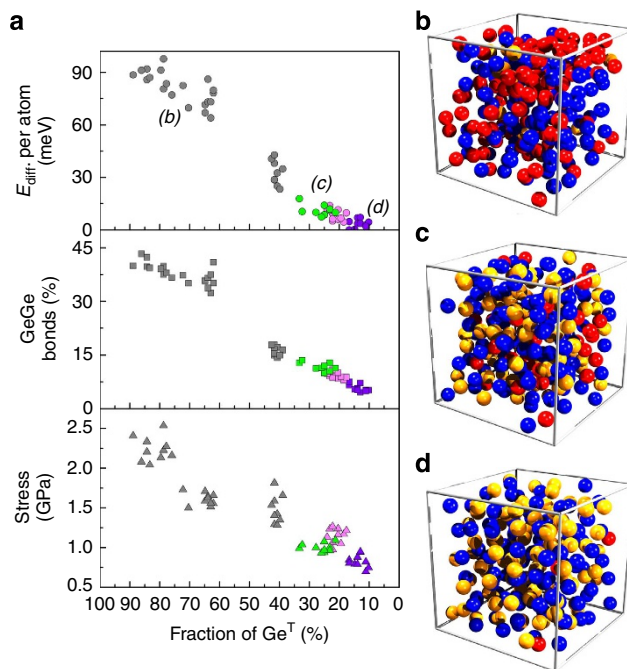 a
E_diff. per atom
(meV)
90
60
30
0
(b)
(c)
(d)
GeGe
bonds (%)
45
30
15
0
Stress
(GPa)
2.5
2.0
1.5
1.0
0.5
100 90 80 70 60 50 40 30 20 10 0
Fraction of Ge^T (%)
b
c
d